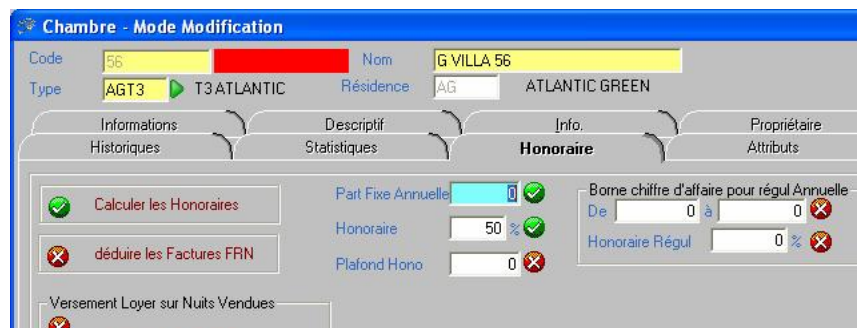 Chambre - Mode Modification
Code 56 Nom G VILLA 56
Type AGT3 T3 ATLANTIC Résidence AG ATLANTIC GREEN
Informations Descriptif Info. Propriétaire
Historiques Statistiques Honoraire Attributs
Calculer les Honoraires
déduire les Factures FRN
Part Fixe Annuelle 0
Honoraire 50 %
Plafond Hono 0
Borne chiffre d'affaire pour régul Annuelle
De 0 à 0
Honoraire Régul 0 %
Versement Loyer sur Nuits Vendues